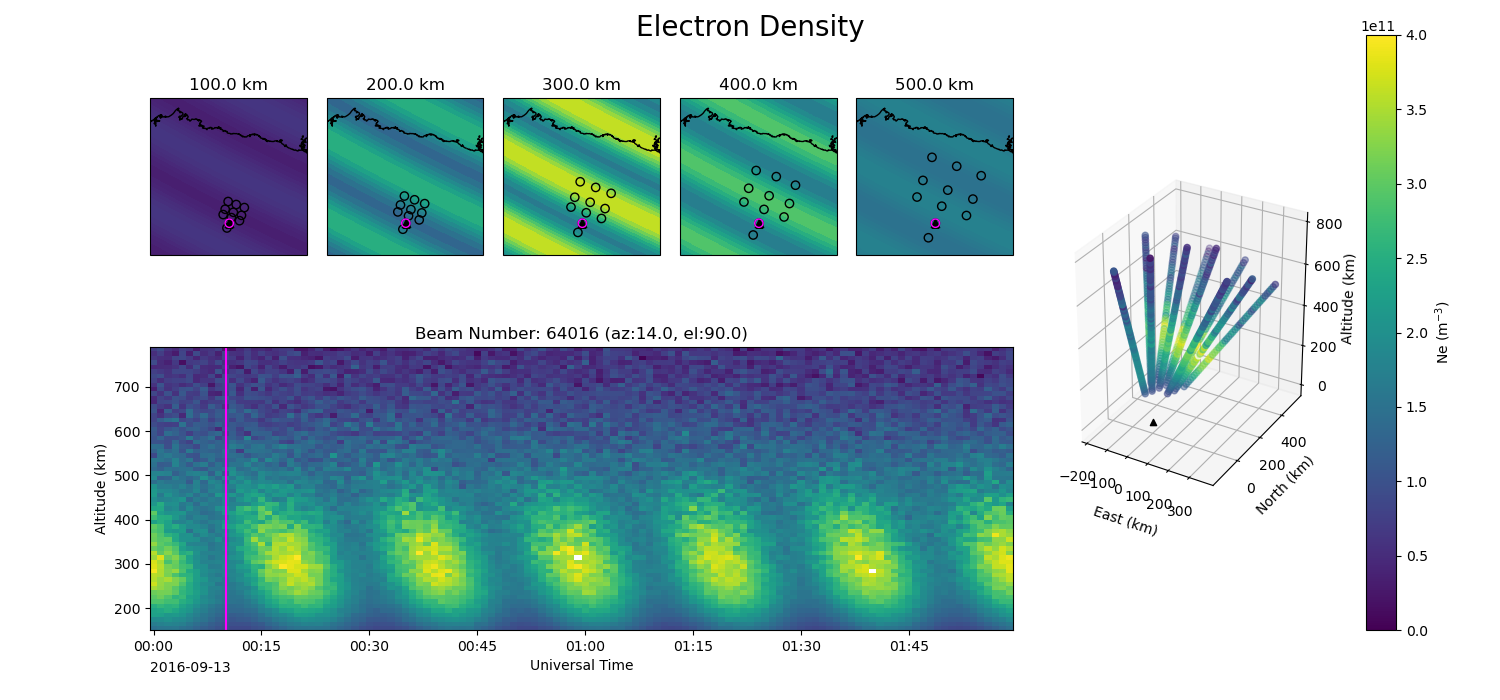 Electron Density
100.0 km
200.0 km
300.0 km
400.0 km
500.0 km
Beam Number: 64016 (az:14.0, el:90.0)
Altitude (km)
700
600
500
400
300
200
00:00
00:15
00:30
00:45
01:00
01:15
01:30
01:45
2016-09-13
Universal Time
800
600
400
200
0
Altitude (km)
−200
−100
0
100
200
300
East (km)
0
200
400
North (km)
1e11
4.0
3.5
3.0
2.5
2.0
1.5
1.0
0.5
0.0
Ne (m⁻³)